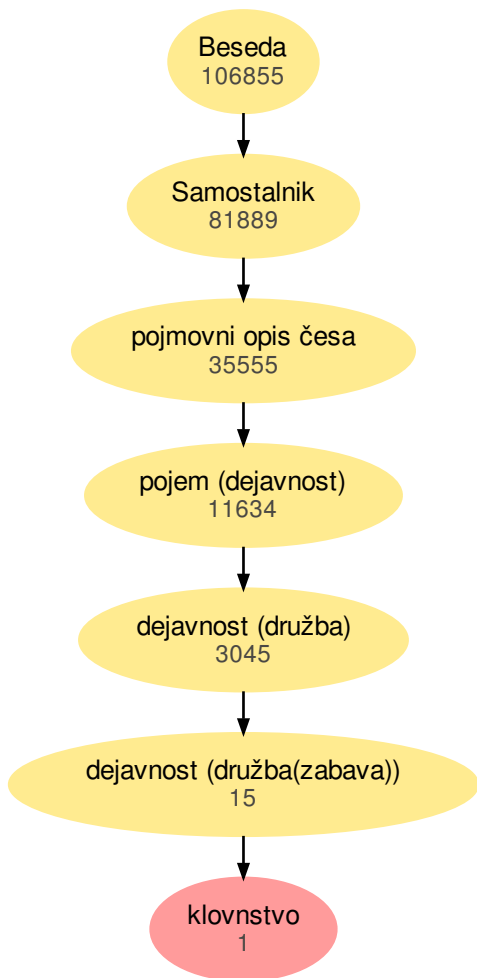 Beseda
106855
Samostalnik
81889
pojmovni opis česa
35555
pojem (dejavnost)
11634
dejavnost (družba)
3045
dejavnost (družba(zabava))
15
klovnstvo
1